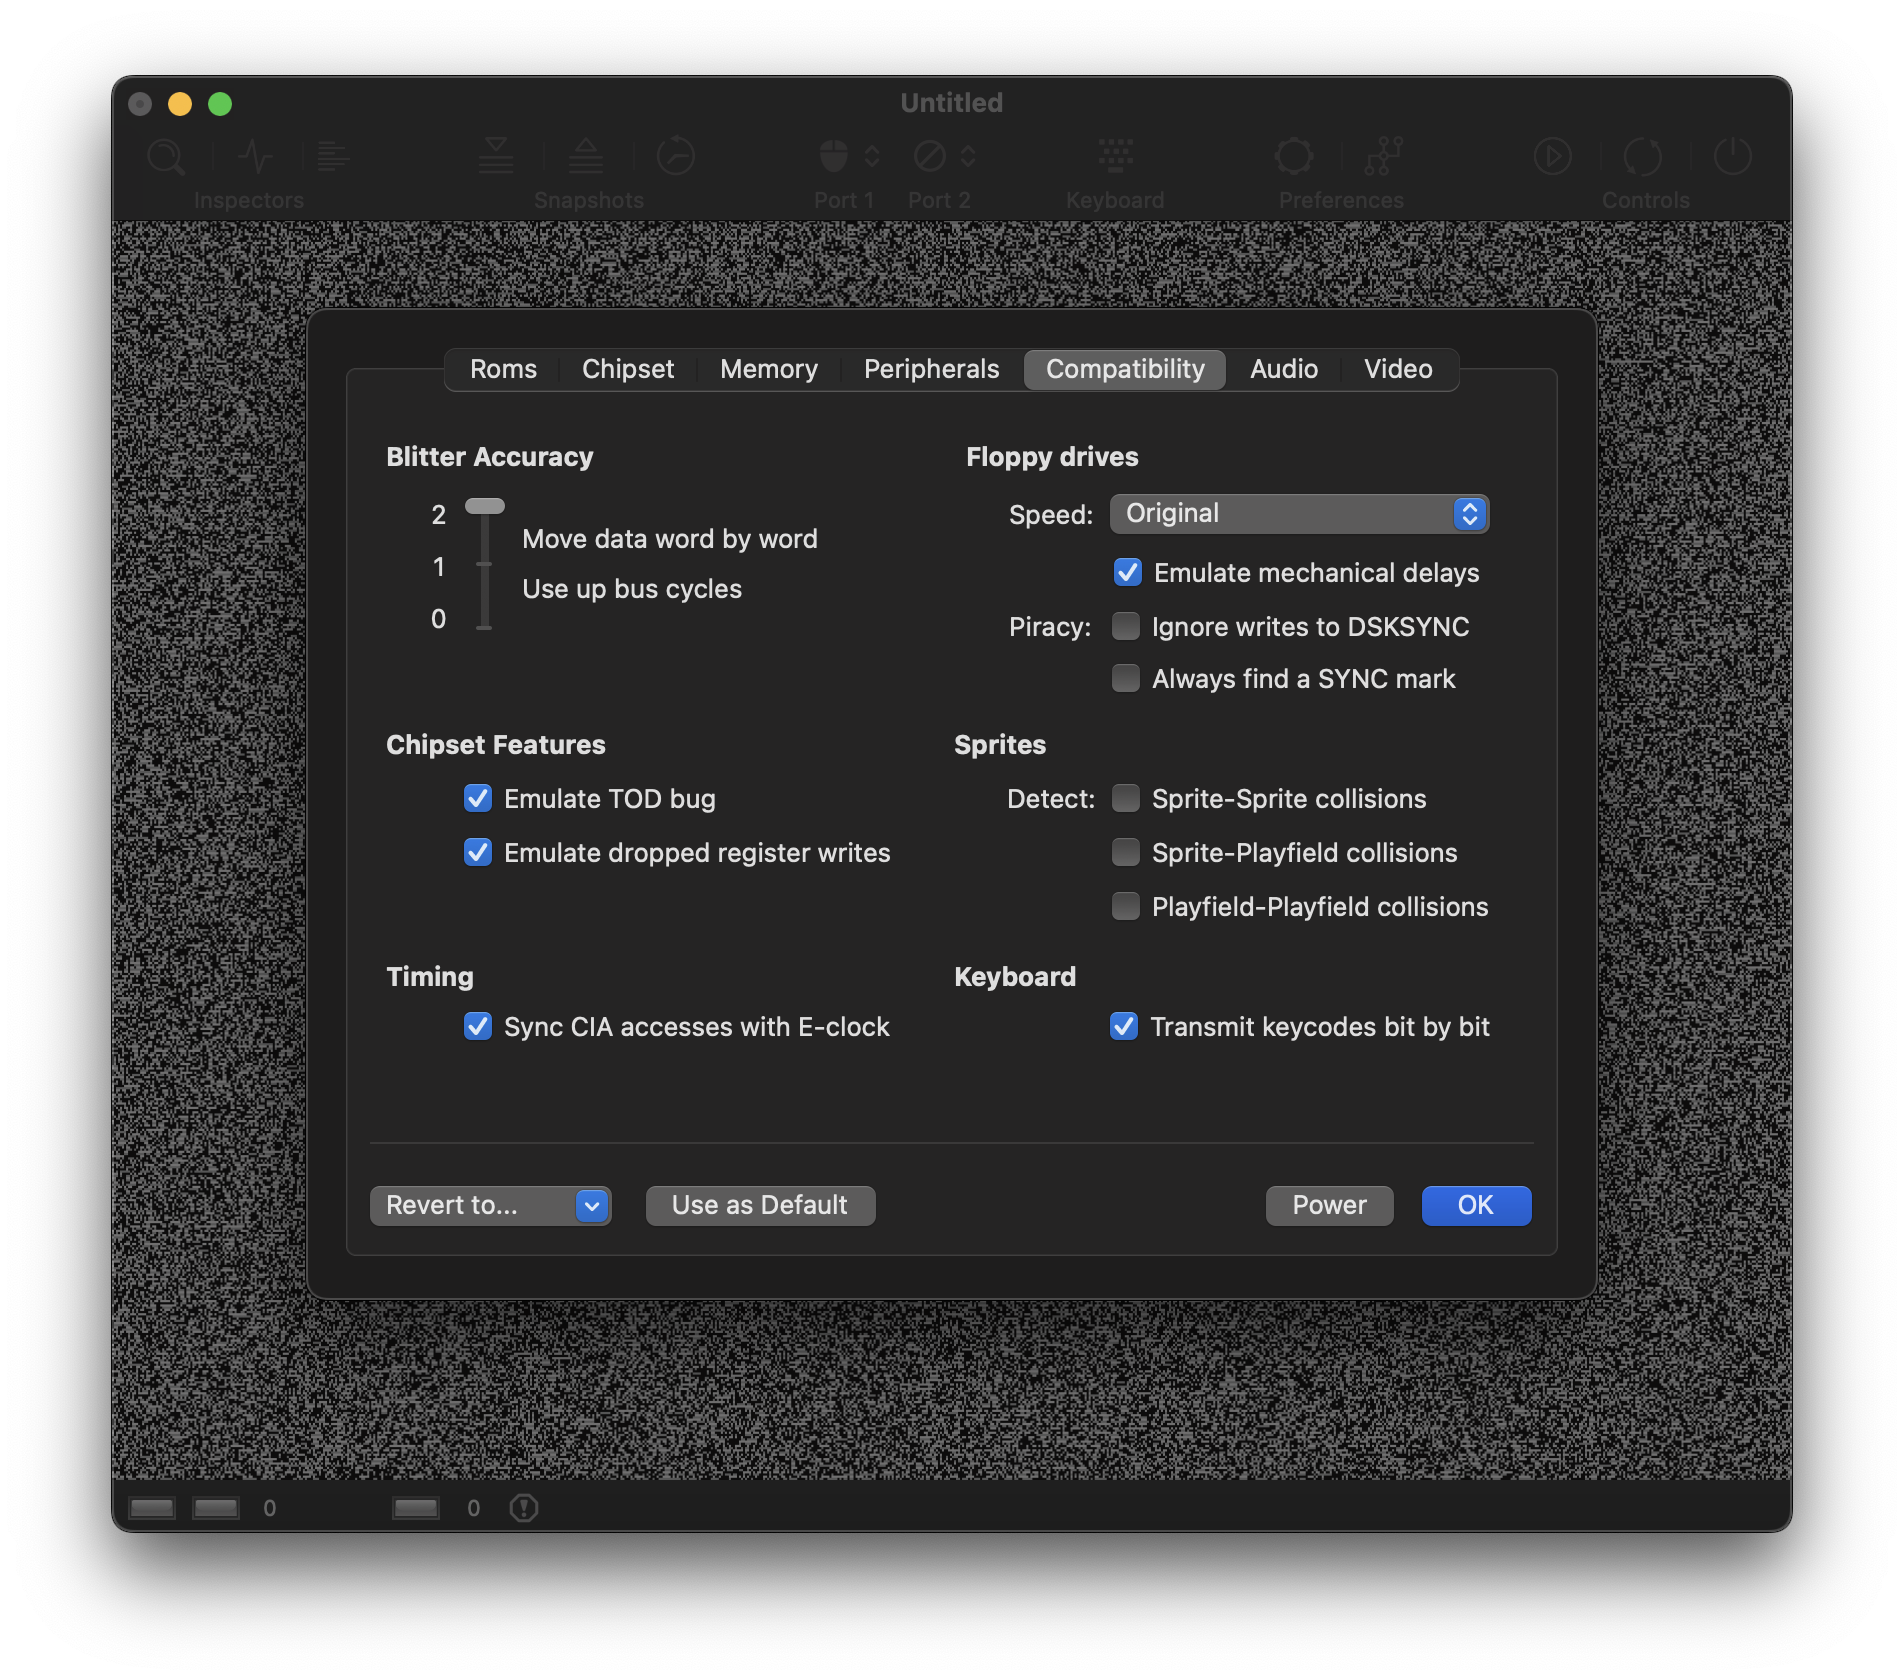 Untitled
Inspectors
Snapshots
Port 1
Port 2
Keyboard
Preferences
Controls
Roms
Chipset
Memory
Peripherals
Compatibility
Audio
Video
Blitter Accuracy
2
Move data word by word
1
Use up bus cycles
0
Floppy drives
Speed: Original
Emulate mechanical delays
Piracy: Ignore writes to DSKSYNC
Always find a SYNC mark
Chipset Features
Emulate TOD bug
Emulate dropped register writes
Sprites
Detect: Sprite-Sprite collisions
Sprite-Playfield collisions
Playfield-Playfield collisions
Timing
Sync CIA accesses with E-clock
Keyboard
Transmit keycodes bit by bit
Revert to...
Use as Default
Power
OK
0
0